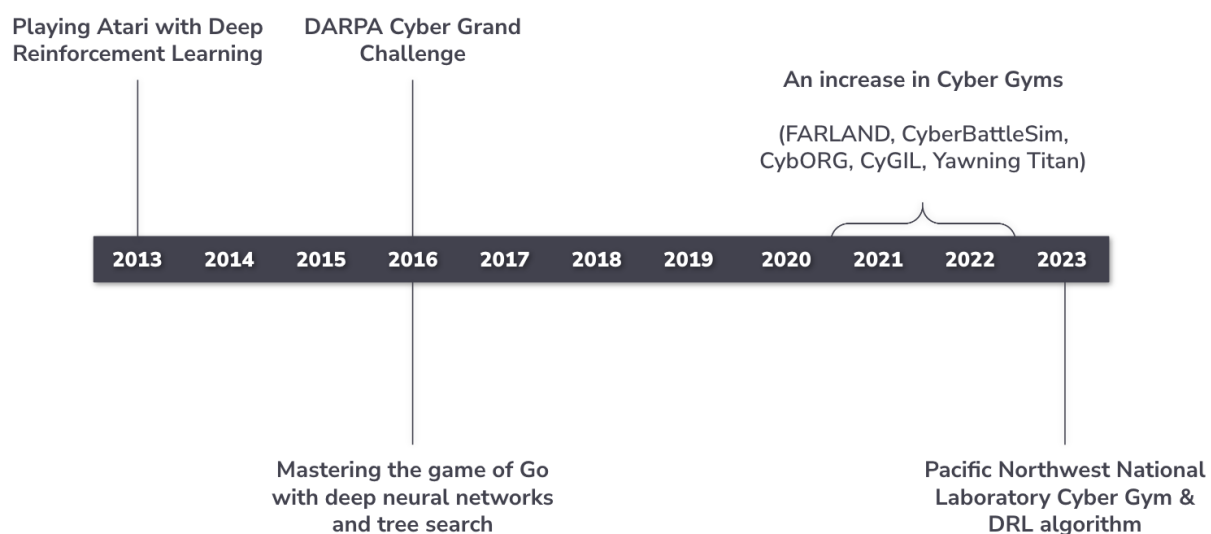 Playing Atari with Deep
Reinforcement Learning
DARPA Cyber Grand
Challenge
An increase in Cyber Gyms
(FARLAND, CyberBattleSim,
CybORG, CyGIL, Yawning Titan)
2013 2014 2015 2016 2017 2018 2019 2020 2021 2022 2023
Mastering the game of Go
with deep neural networks
and tree search
Pacific Northwest National
Laboratory Cyber Gym &
DRL algorithm